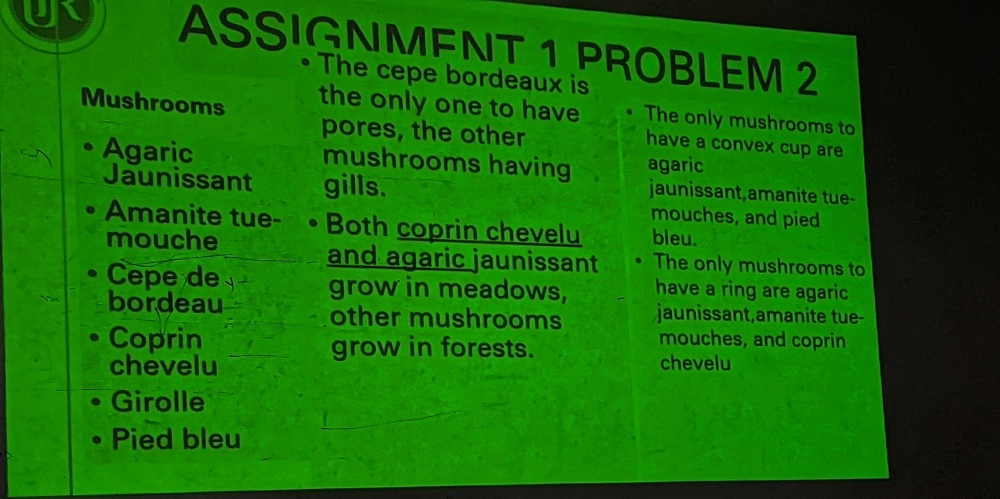 UR
ASSIGNMENT 1 PROBLEM 2
Mushrooms
• Agaric
Jaunissant
• Amanite tue-
mouche
• Cepe de
bordeau
• Coprin
chevelu
• Girolle
• Pied bleu
• The cepe bordeaux is
the only one to have
pores, the other
mushrooms having
gills.
• Both coprin chevelu
and agaric jaunissant
grow in meadows,
other mushrooms
grow in forests.
• The only mushrooms to
have a convex cup are
agaric
jaunissant,amanite tue-
mouches, and pied
bleu.
• The only mushrooms to
have a ring are agaric
jaunissant,amanite tue-
mouches, and coprin
chevelu